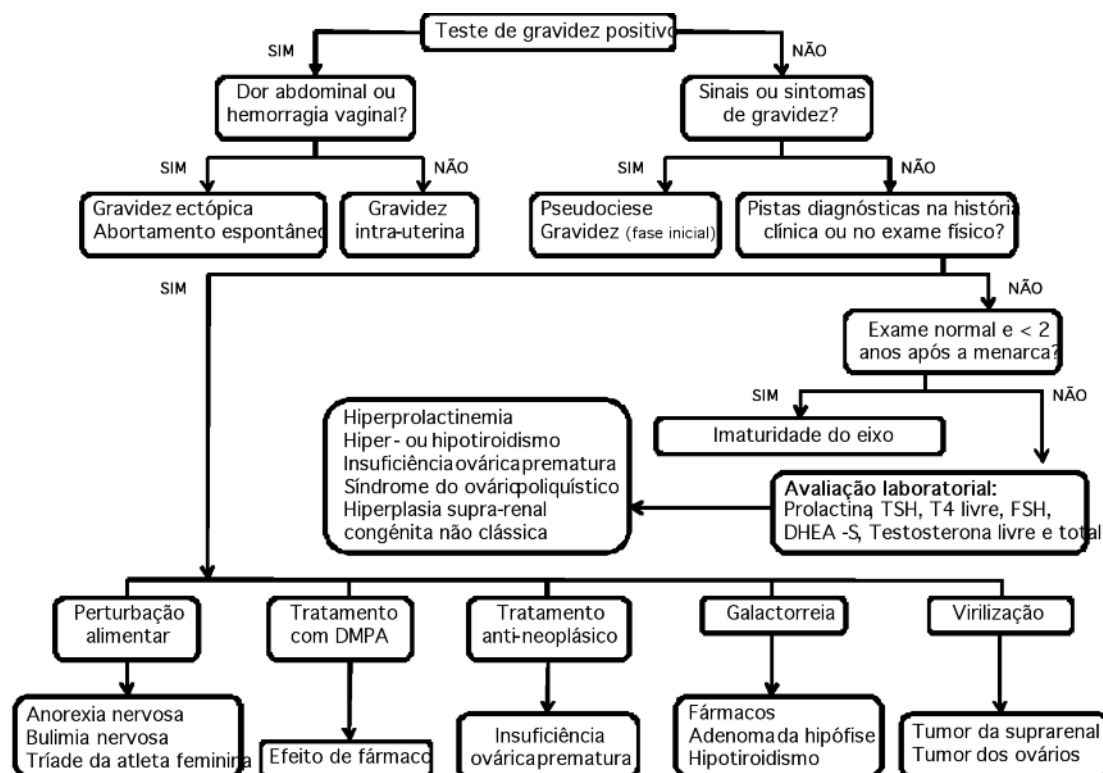 Teste de gravidez positivo
SIM
NÃO
Dor abdominal ou
hemorragia vaginal?
Sinais ou sintomas
de gravidez?
SIM
NÃO
SIM
NÃO
Gravidez ectópica
Abortamento espontâneo
Gravidez
intra-uterina
Pseudociese
Gravidez (fase inicial)
Pistas diagnósticas na história
clínica ou no exame físico?
SIM
NÃO
Exame normal e < 2
anos após a menarca?
SIM
NÃO
Imaturidade do eixo
Hiperprolactinemia
Hiper- ou hipotiroidismo
Insuficiência ovárica prematura
Síndrome do ovário poliquístico
Hiperplasia supra-renal
congénita não clássica
Avaliação laboratorial:
Prolactina, TSH, T4 livre, FSH,
DHEA -S, Testosterona livre e total
Perturbação
alimentar
Tratamento
com DMPA
Tratamento
anti-neoplásico
Galactorreia
Virilização
Anorexia nervosa
Bulimia nervosa
Tríade da atleta feminina
Efeito de fármaco
Insuficiência
ovárica prematura
Fármacos
Adenoma da hipófise
Hipotiroidismo
Tumor da suprarenal
Tumor dos ovários